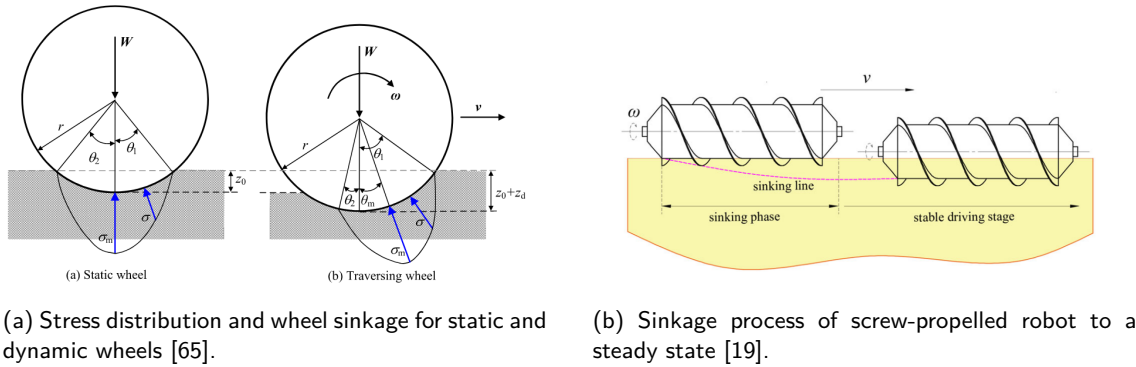 W
r
θ₂
θ₁
z₀
σ
σₘ
(a) Static wheel
W
ω
v
r
θ₁
θ₂
θₘ
z₀+z_d
σ
σₘ
(b) Traversing wheel
v
ω
sinking line
sinking phase
stable driving stage
(a) Stress distribution and wheel sinkage for static and
dynamic wheels [65].
(b) Sinkage process of screw-propelled robot to a
steady state [19].